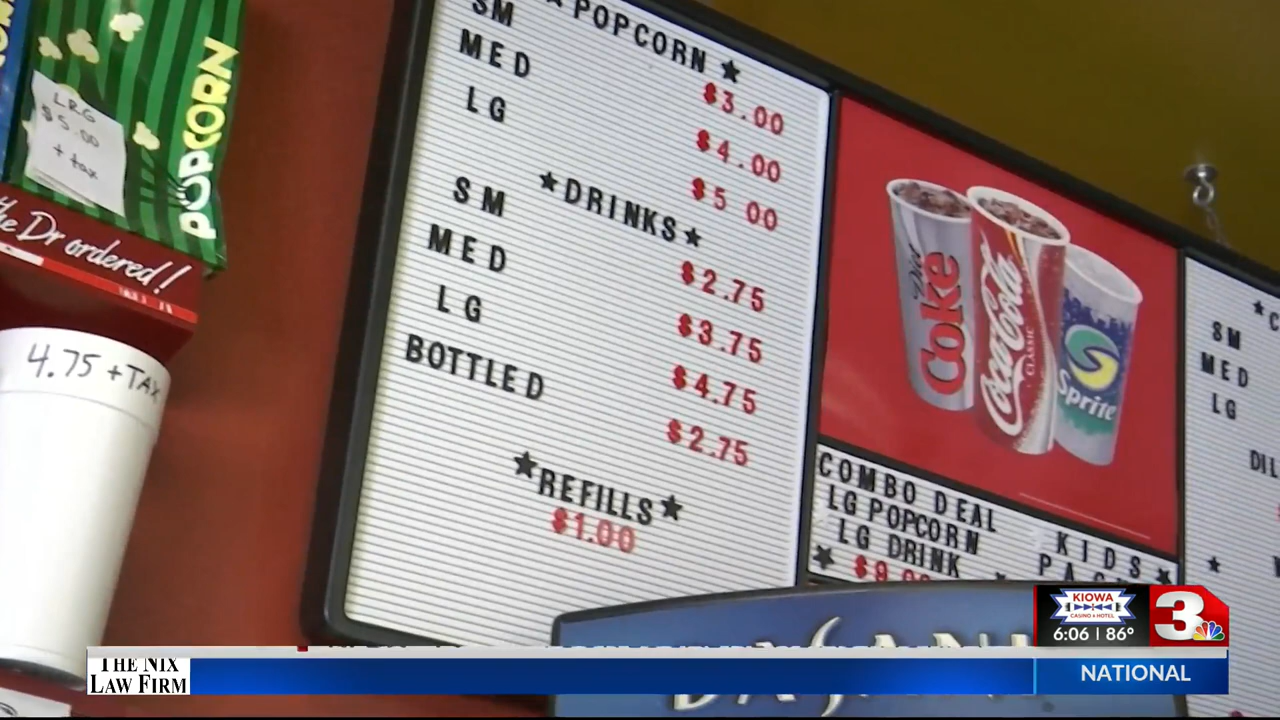 LRG
$5.00
+ tax
POPCORN
the Dr ordered!
4.75 + TAX
POPCORN
SM $3.00
MED $4.00
LG $5 00
DRINKS
SM $2.75
MED $3.75
LG $4.75
BOTTLED $2.75
REFILLS
$1.00
Diet
Coke
Coca-Cola
CLASSIC
Sprite
COMBO DEAL
LG POPCORN
LG DRINK
KIDS
SM
MED
LG
DASANI
KIOWA
CASINO & HOTEL
6:06 | 86°
3
THE NIX
LAW FIRM
NATIONAL